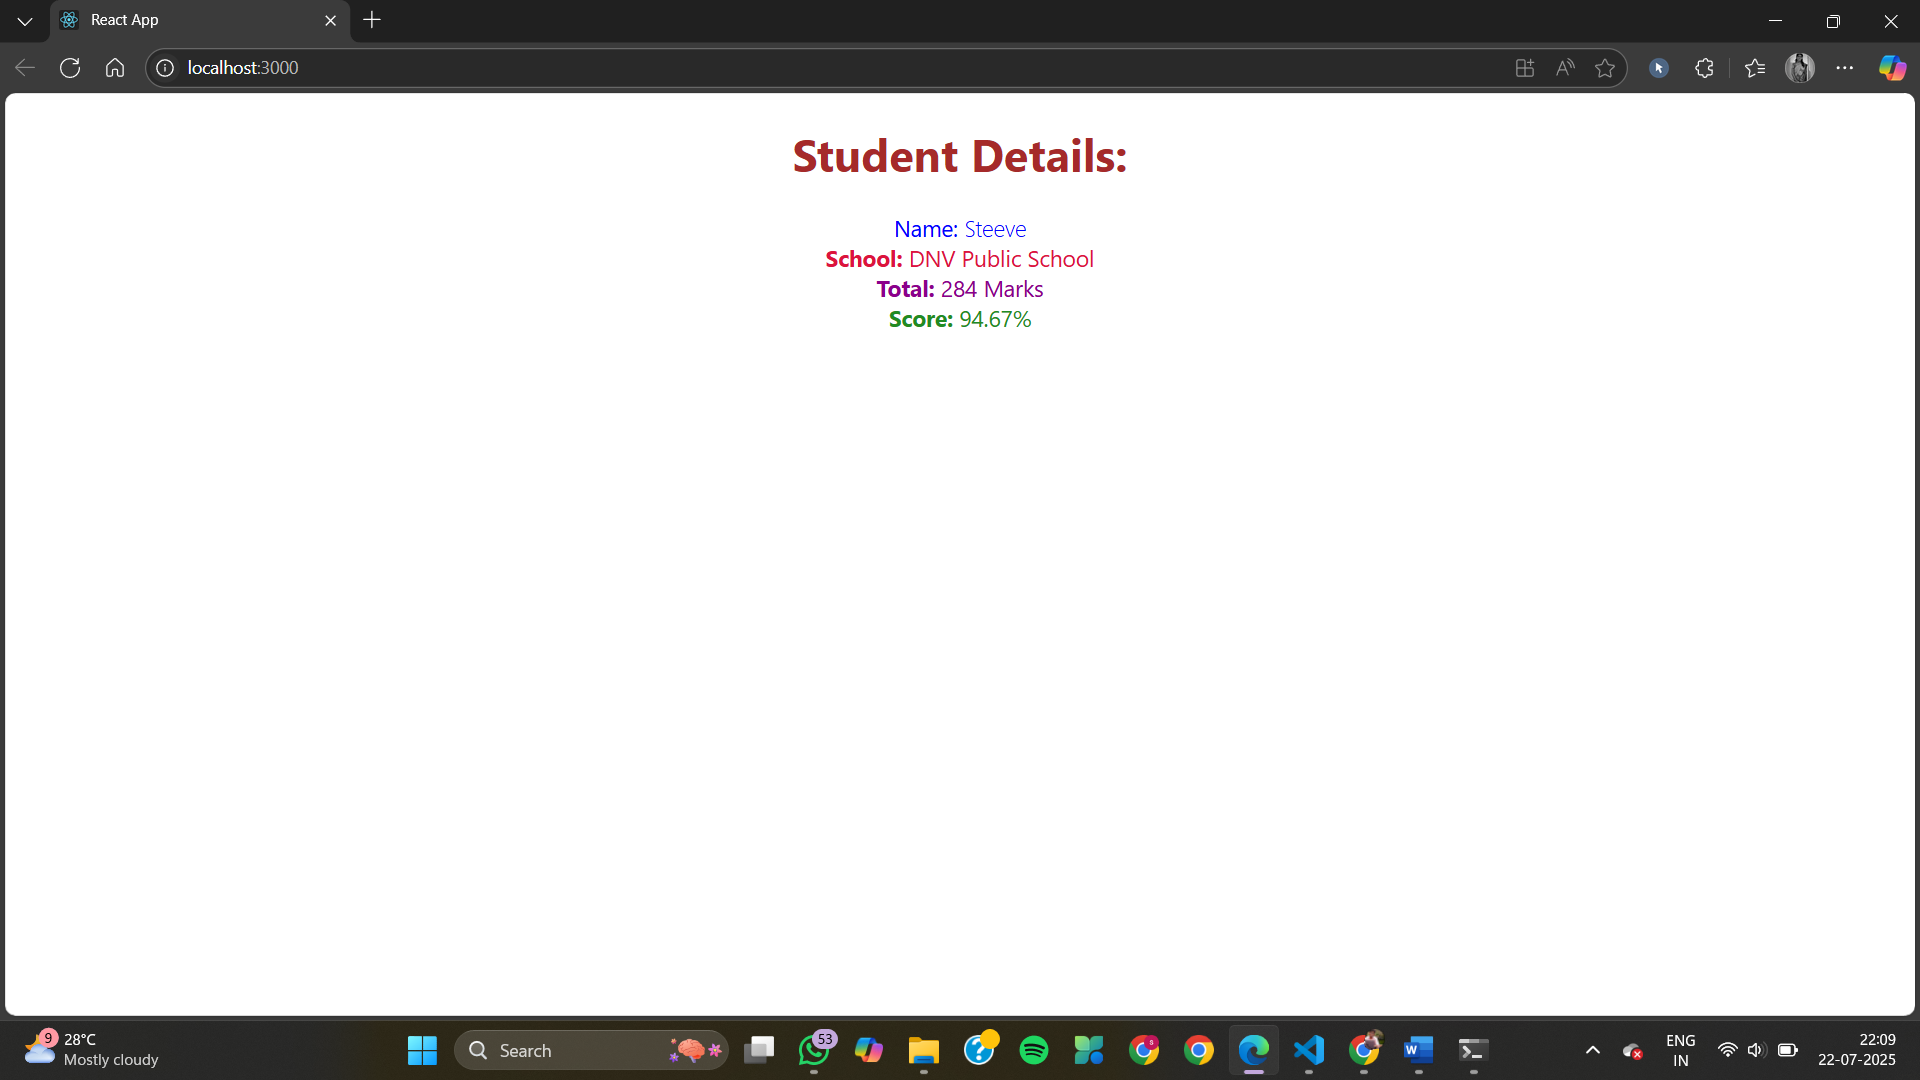 React App
localhost:3000
Student Details:
Name: Steeve
School: DNV Public School
Total: 284 Marks
Score: 94.67%
9
28°C
Mostly cloudy
Search
53
S
ENG
IN
22:09
22-07-2025